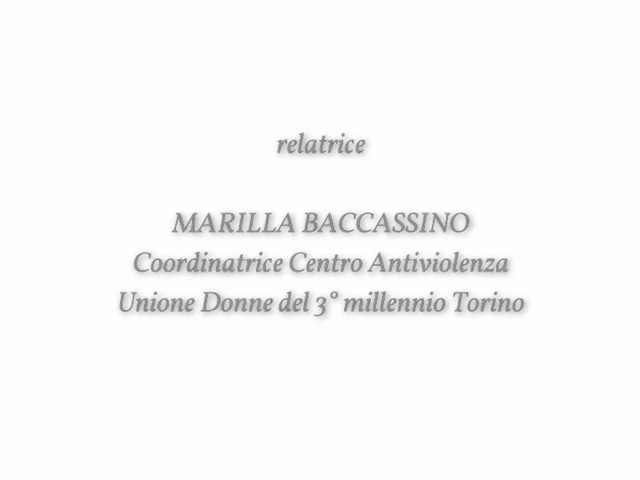 relatrice
MARILLA BACCASSINO
Coordinatrice Centro Antiviolenza
Unione Donne del 3° millennio Torino